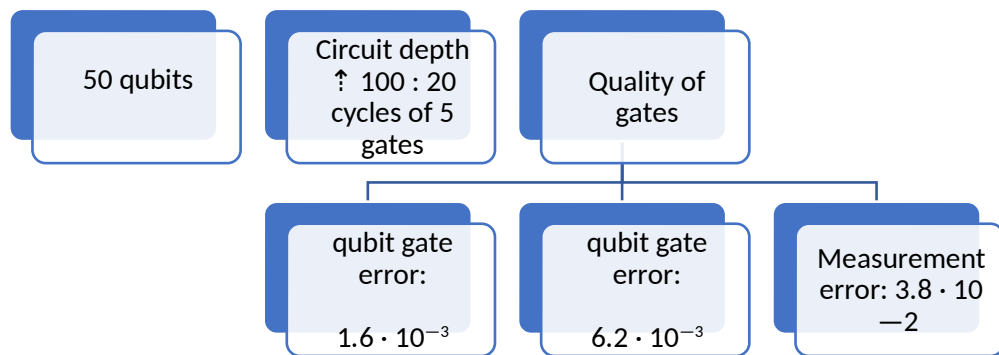 50 qubits
Circuit depth
⇡ 100 : 20
cycles of 5
gates
Quality of
gates
qubit gate
error:
1.6 · 10⁻³
qubit gate
error:
6.2 · 10⁻³
Measurement
error: 3.8 · 10
—2